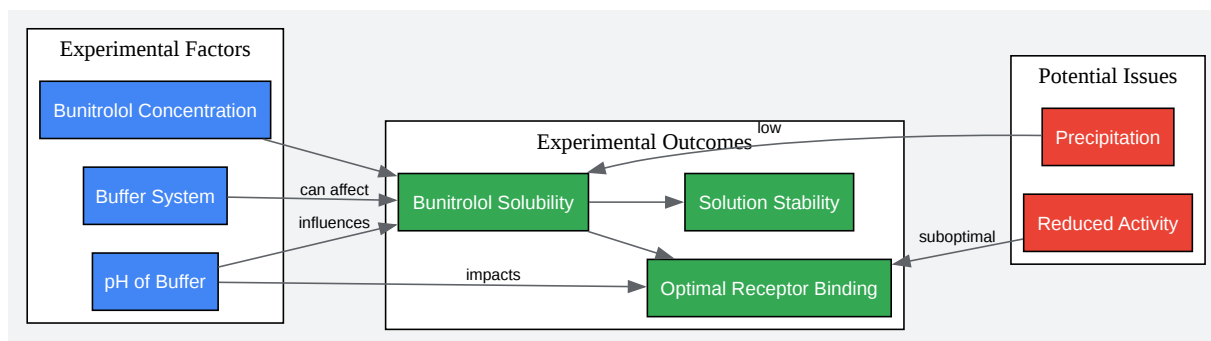 Experimental Factors
Bunitrolol Concentration
Buffer System
pH of Buffer
can affect
influences
impacts
Experimental Outcomes
Bunitrolol Solubility
Solution Stability
Optimal Receptor Binding
low
suboptimal
Potential Issues
Precipitation
Reduced Activity